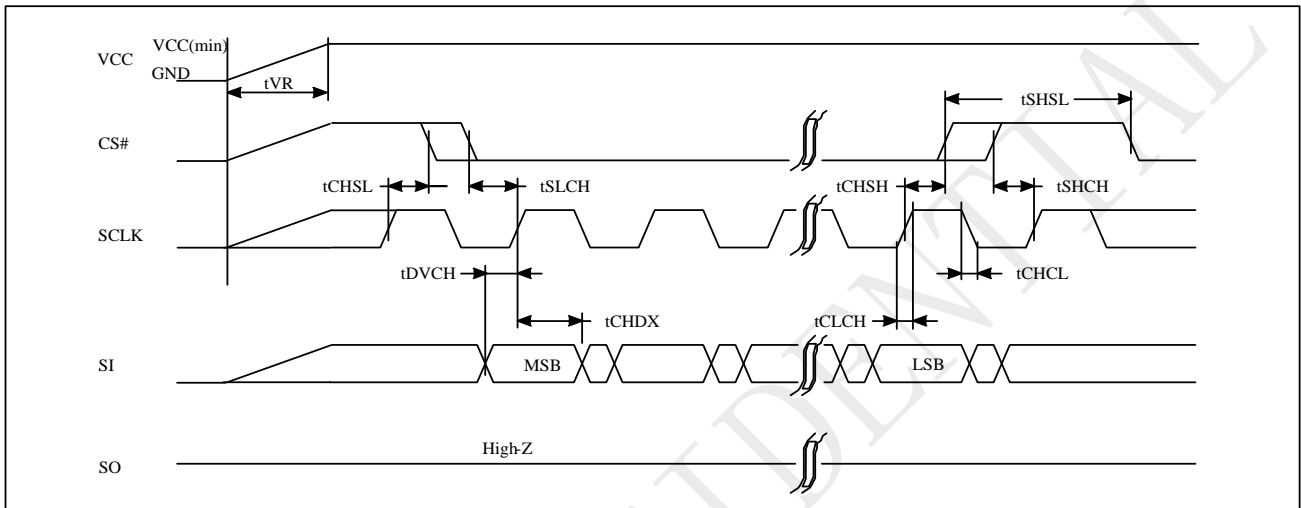 VCC
VCC(min)
GND
tVR
tSHSL
CS#
tCHSL
tSLCH
tCHSH
tSHCH
SCLK
tDVCH
tCHCL
tCHDX
tCLCH
SI
MSB
LSB
High-Z
SO